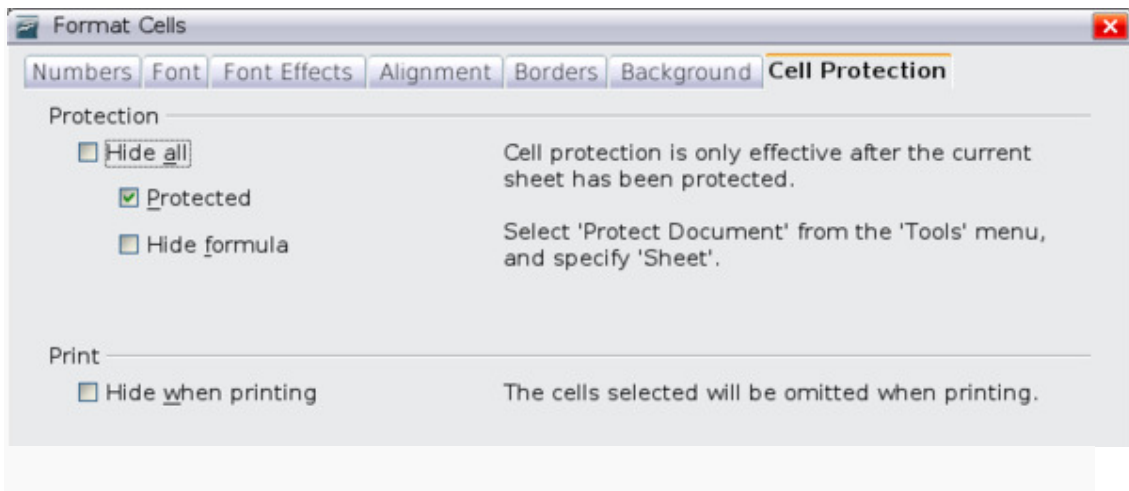 Format Cells
Numbers Font Font Effects Alignment Borders Background Cell Protection
Protection
Hide all
Cell protection is only effective after the current
sheet has been protected.
Protected
Hide formula
Select 'Protect Document' from the 'Tools' menu,
and specify 'Sheet'.
Print
Hide when printing
The cells selected will be omitted when printing.